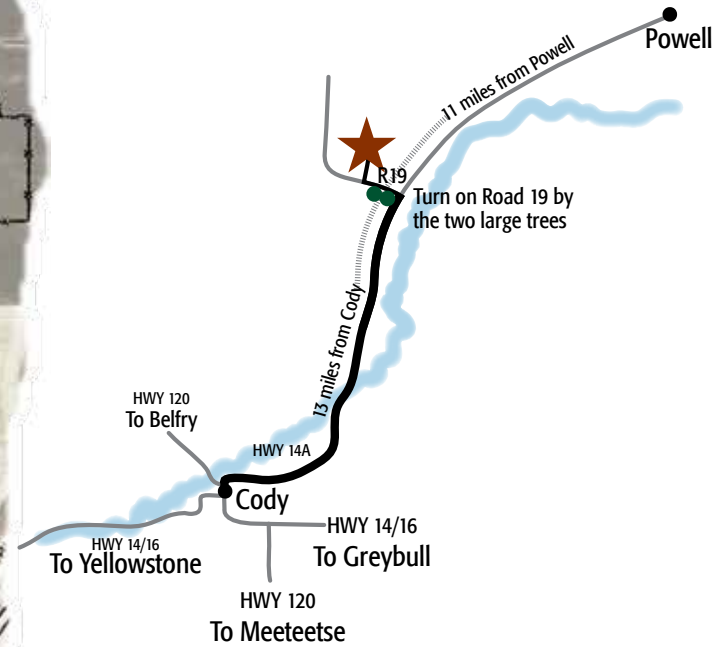 Powell
11 miles from Powell
R19
Turn on Road 19 by
the two large trees
13 miles from Cody
HWY 120
To Belfry
HWY 14A
Cody
HWY 14/16
To Yellowstone
HWY 14/16
To Greybull
HWY 120
To Meeteetse